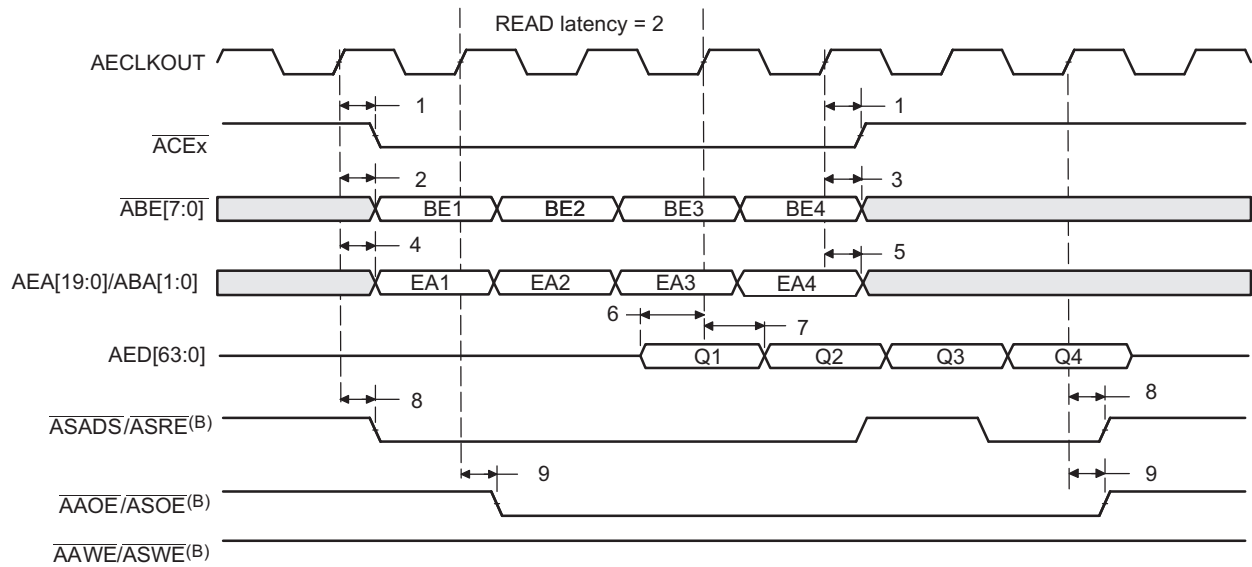 READ latency = 2
AECLKOUT
1 1
ACEx
2 3
ABE[7:0] BE1 BE2 BE3 BE4
4 5
AEA[19:0]/ABA[1:0] EA1 EA2 EA3 EA4
6 7
AED[63:0] Q1 Q2 Q3 Q4
8 8
ASADS/ASRE(B)
9 9
AAOE/ASOE(B)
AAWE/ASWE(B)